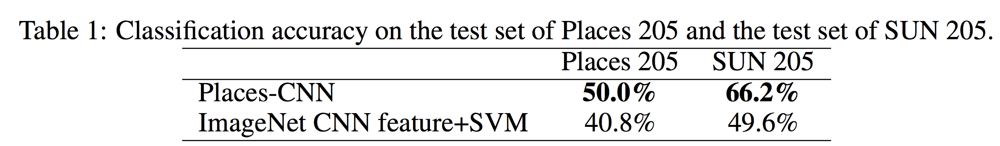 Table 1: Classification accuracy on the test set of Places 205 and the test set of SUN 205.
Places 205 SUN 205
Places-CNN 50.0% 66.2%
ImageNet CNN feature+SVM 40.8% 49.6%